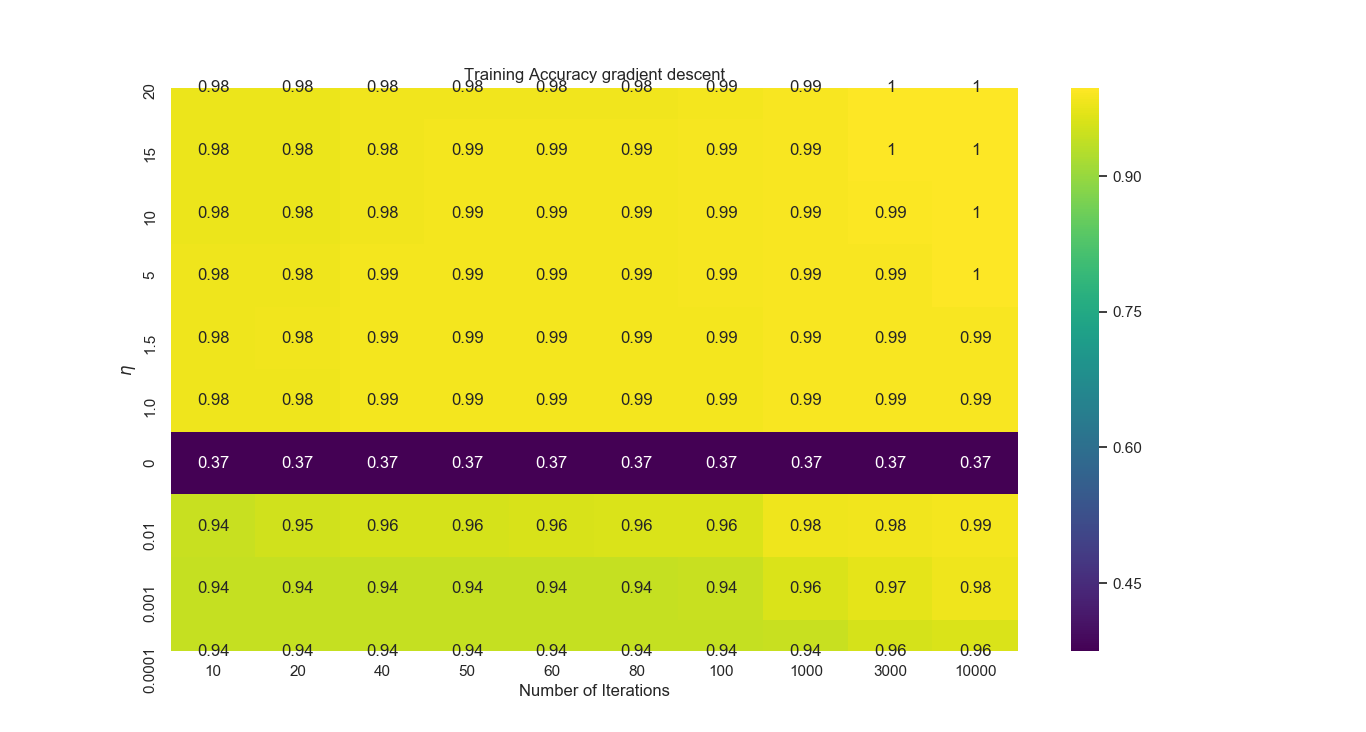 Training Accuracy gradient descent
20 0.98 0.98 0.98 0.98 0.98 0.98 0.99 0.99 1 1
15 0.98 0.98 0.98 0.99 0.99 0.99 0.99 0.99 1 1
10 0.98 0.98 0.98 0.99 0.99 0.99 0.99 0.99 0.99 1
5 0.98 0.98 0.99 0.99 0.99 0.99 0.99 0.99 0.99 1
1.5 0.98 0.98 0.99 0.99 0.99 0.99 0.99 0.99 0.99 0.99
η
1.0 0.98 0.98 0.99 0.99 0.99 0.99 0.99 0.99 0.99 0.99
0 0.37 0.37 0.37 0.37 0.37 0.37 0.37 0.37 0.37 0.37
0.01 0.94 0.95 0.96 0.96 0.96 0.96 0.96 0.98 0.98 0.99
0.001 0.94 0.94 0.94 0.94 0.94 0.94 0.94 0.96 0.97 0.98
0.0001 0.94 0.94 0.94 0.94 0.94 0.94 0.94 0.94 0.96 0.96
10 20 40 50 60 80 100 1000 3000 10000
Number of Iterations
0.90
0.75
0.60
0.45